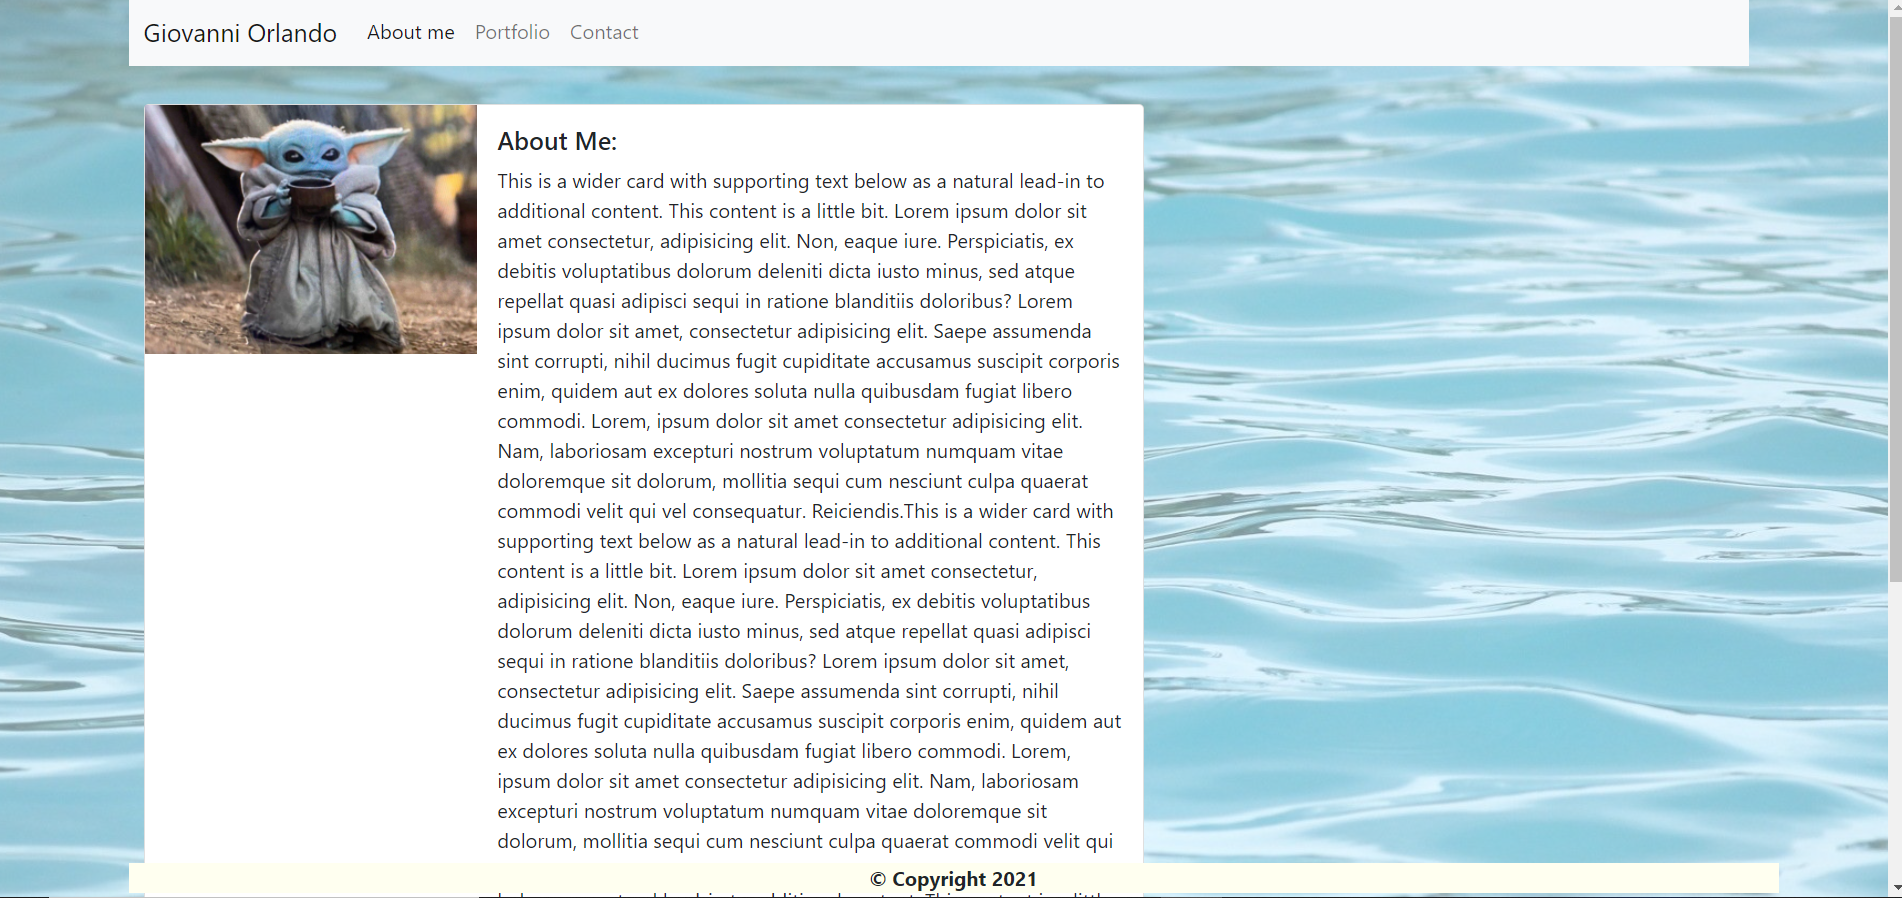 Giovanni Orlando About me Portfolio Contact
About Me:
This is a wider card with supporting text below as a natural lead-in to
additional content. This content is a little bit. Lorem ipsum dolor sit
amet consectetur, adipisicing elit. Non, eaque iure. Perspiciatis, ex
debitis voluptatibus dolorum deleniti dicta iusto minus, sed atque
repellat quasi adipisci sequi in ratione blanditiis doloribus? Lorem
ipsum dolor sit amet, consectetur adipisicing elit. Saepe assumenda
sint corrupti, nihil ducimus fugit cupiditate accusamus suscipit corporis
enim, quidem aut ex dolores soluta nulla quibusdam fugiat libero
commodi. Lorem, ipsum dolor sit amet consectetur adipisicing elit.
Nam, laboriosam excepturi nostrum voluptatum numquam vitae
doloremque sit dolorum, mollitia sequi cum nesciunt culpa quaerat
commodi velit qui vel consequatur. Reiciendis.This is a wider card with
supporting text below as a natural lead-in to additional content. This
content is a little bit. Lorem ipsum dolor sit amet consectetur,
adipisicing elit. Non, eaque iure. Perspiciatis, ex debitis voluptatibus
dolorum deleniti dicta iusto minus, sed atque repellat quasi adipisci
sequi in ratione blanditiis doloribus? Lorem ipsum dolor sit amet,
consectetur adipisicing elit. Saepe assumenda sint corrupti, nihil
ducimus fugit cupiditate accusamus suscipit corporis enim, quidem aut
ex dolores soluta nulla quibusdam fugiat libero commodi. Lorem,
ipsum dolor sit amet consectetur adipisicing elit. Nam, laboriosam
excepturi nostrum voluptatum numquam vitae doloremque sit
dolorum, mollitia sequi cum nesciunt culpa quaerat commodi velit qui
© Copyright 2021